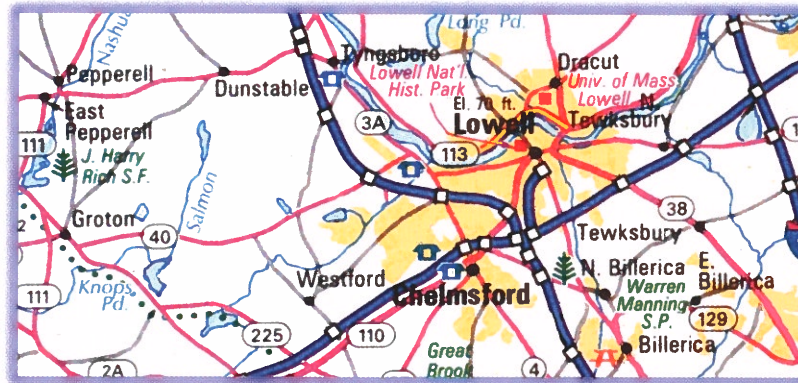 Nashua
Long Pd.
Tyngsboro
Pepperell
Dunstable
Lowell Nat'l.
Hist. Park
Dracut
Univ. of Mass
Lowell
El. 70 ft.
Lowell
N.
Tewksbury
East
Pepperell
3A
111
113
J. Harry
Rich S.F.
Salmon
Groton
40
38
Tewksbury
2
Knops
Pd.
111
Westford
Chelmsford
N. Billerica
E.
Billerica
Warren
Manning
S.P.
129
225
110
Billerica
Great
Brook
2A
4
1